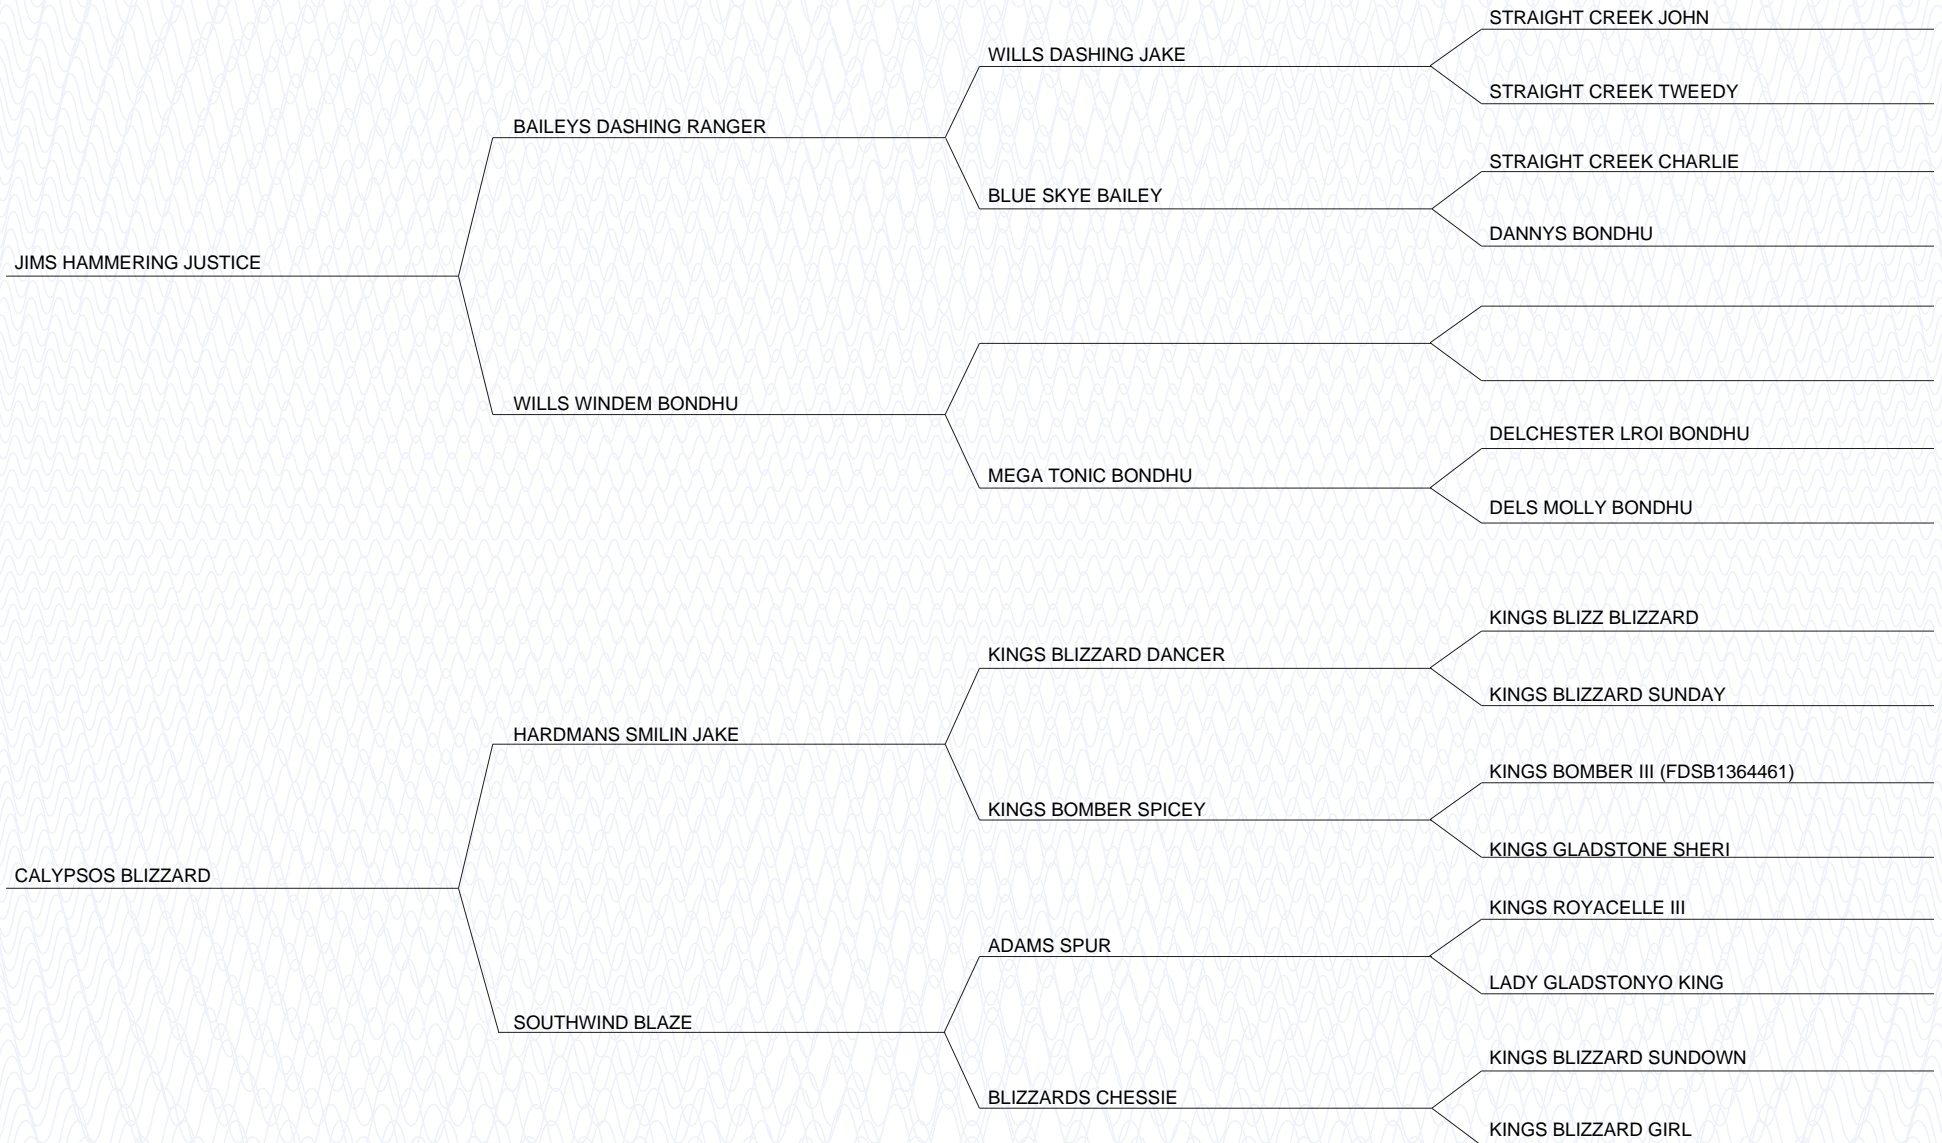 STRAIGHT CREEK JOHN
WILLS DASHING JAKE
STRAIGHT CREEK TWEEDY
BAILEYS DASHING RANGER
STRAIGHT CREEK CHARLIE
BLUE SKYE BAILEY
DANNYS BONDHU
JIMS HAMMERING JUSTICE
WILLS WINDEM BONDHU
DELCHESTER LROI BONDHU
MEGA TONIC BONDHU
DELS MOLLY BONDHU
KINGS BLIZZ BLIZZARD
KINGS BLIZZARD DANCER
KINGS BLIZZARD SUNDAY
HARDMANS SMILIN JAKE
KINGS BOMBER III (FDSB1364461)
KINGS BOMBER SPICEY
KINGS GLADSTONE SHERI
CALYPSOS BLIZZARD
KINGS ROYACELLE III
ADAMS SPUR
LADY GLADSTONYO KING
SOUTHWIND BLAZE
KINGS BLIZZARD SUNDOWN
BLIZZARDS CHESSIE
KINGS BLIZZARD GIRL